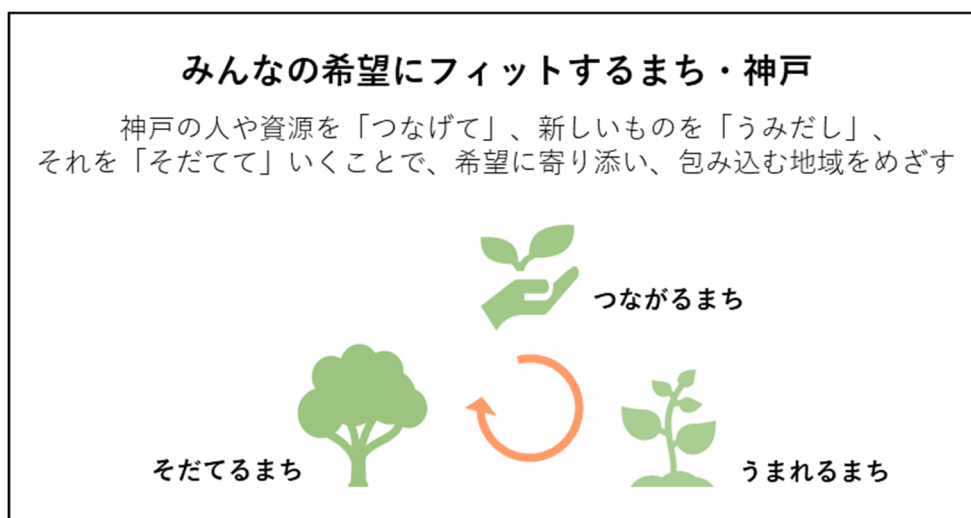 みんなの希望にフィットするまち・神戸
神戸の人や資源を「つなげて」、新しいものを「うみだし」、
それを「そだてて」いくことで、希望に寄り添い、包み込む地域をめざす
つながるまち
そだてるまち
うまれるまち